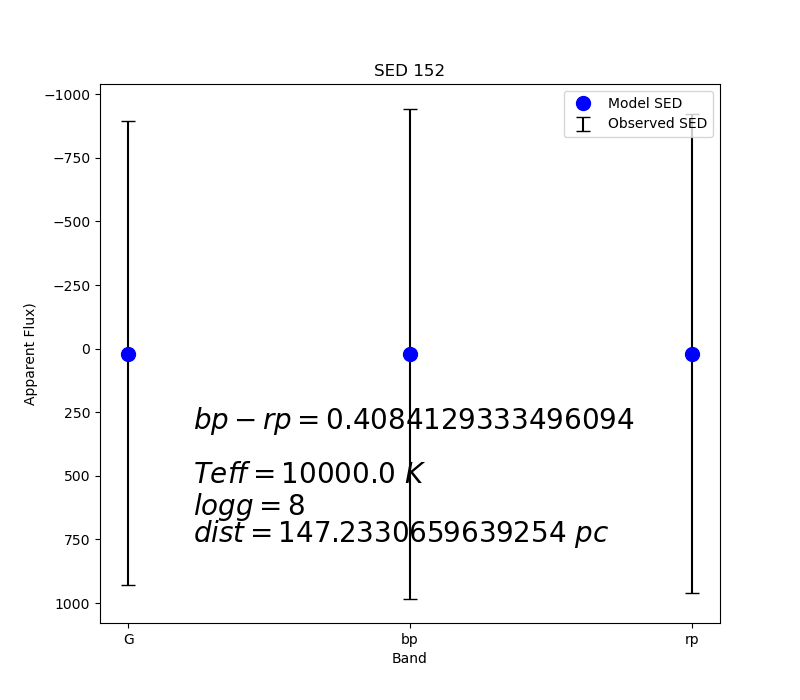 SED 152
Model SED
Observed SED
−1000
−750
−500
−250
0
250
500
750
1000
Apparent Flux)
bp − rp = 0.4084129333496094
Teff = 10000.0 K
logg = 8
dist = 147.2330659639254 pc
G
bp
rp
Band